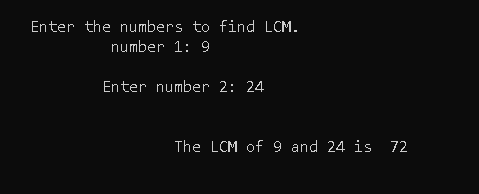 Enter the numbers to find LCM.
number 1: 9
Enter number 2: 24
The LCM of 9 and 24 is  72